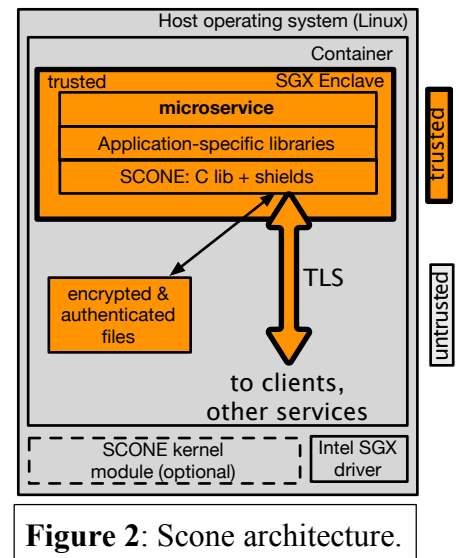 Host operating system (Linux)
Container
trusted
SGX Enclave
microservice
Application-specific libraries
SCONE: C lib + shields
trusted
encrypted &
authenticated
files
TLS
untrusted
to clients,
other services
SCONE kernel
module (optional)
Intel SGX
driver
Figure 2: Scone architecture.